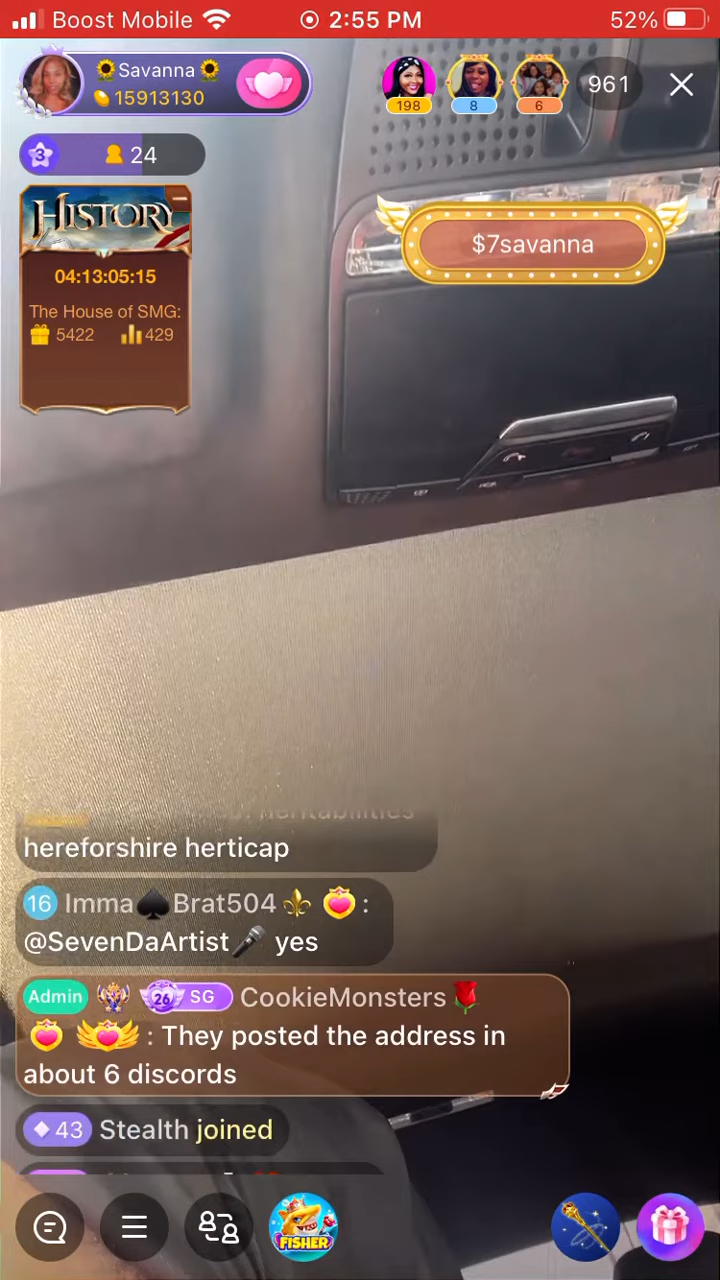 Boost Mobile 2:55 PM 52%
🌻Savanna🌻
15913130
198 8 6 961
3 24
HISTORY
$7savanna
04:13:05:15
The House of SMG:
5422 429
hereforshire herticap
16 Imma♠Brat504⚜ :
@SevenDaArtist🎤 yes
Admin 26 SG CookieMonsters🌹
: They posted the address in
about 6 discords
43 Stealth joined
FISHER